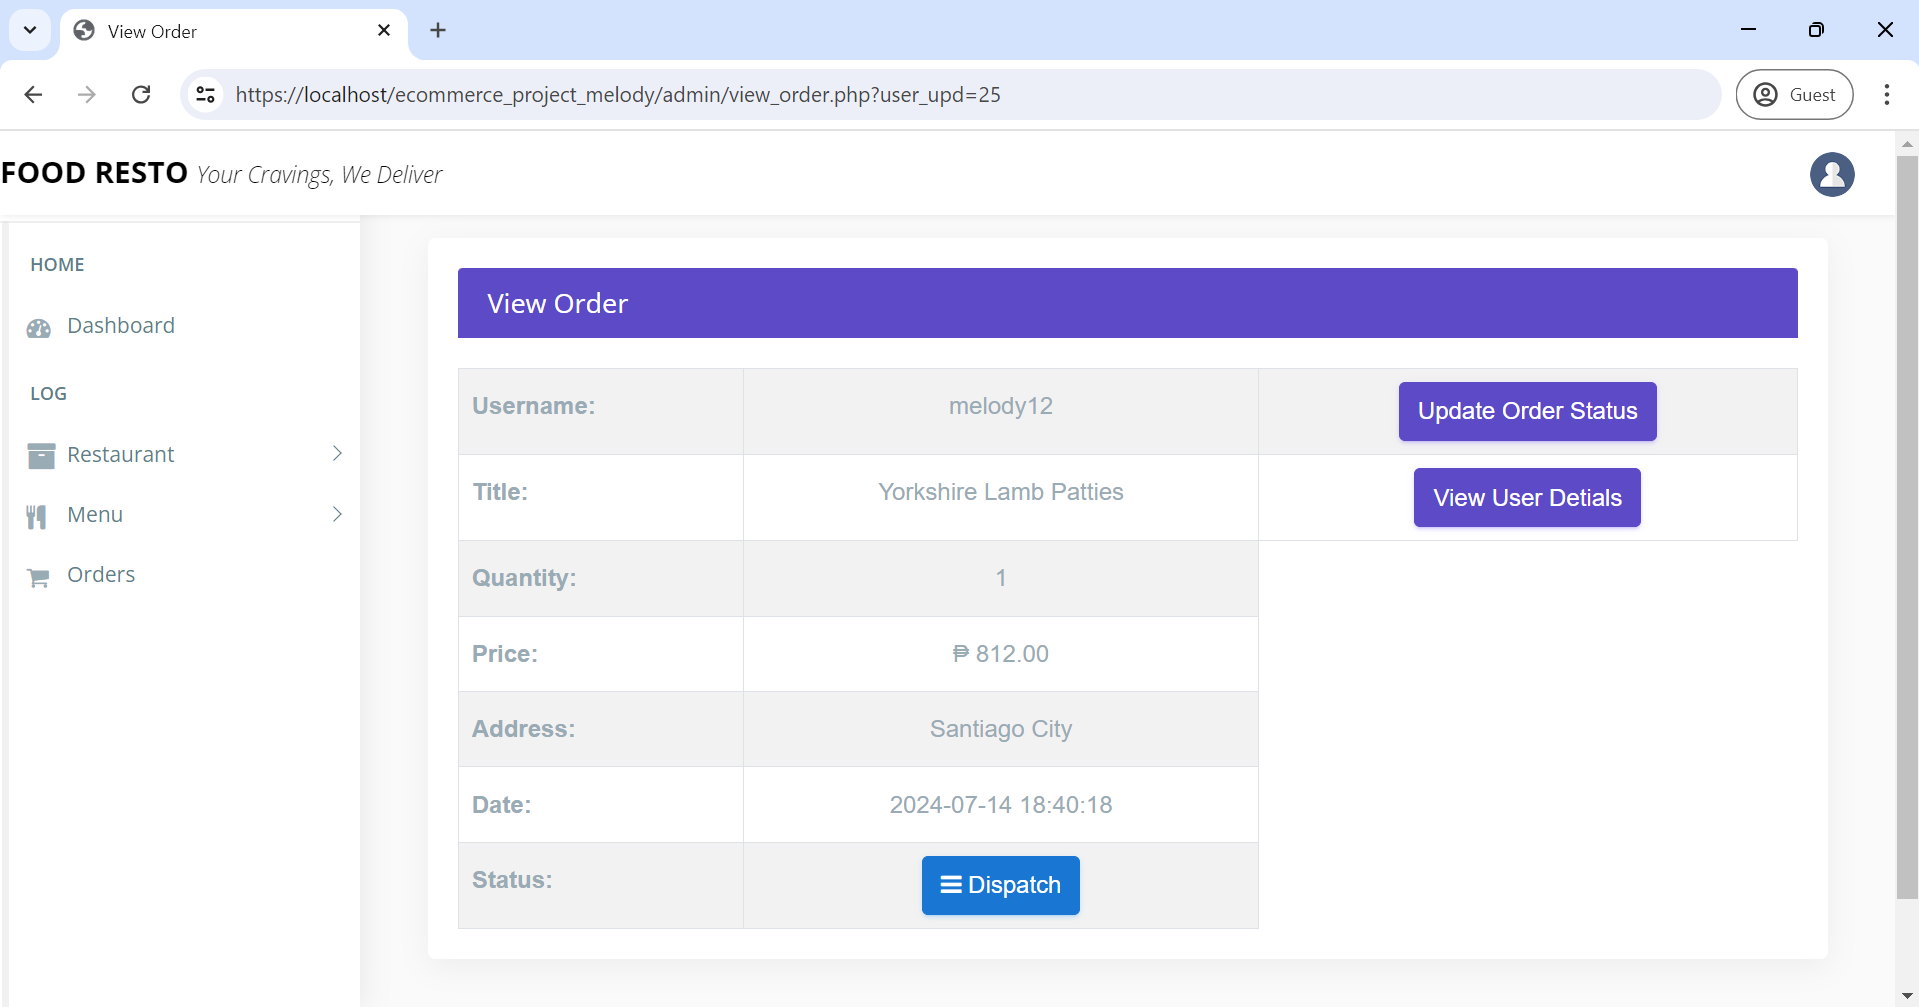 View Order
https://localhost/ecommerce_project_melody/admin/view_order.php?user_upd=25
Guest
FOOD RESTO Your Cravings, We Deliver
HOME
Dashboard
LOG
Restaurant
Menu
Orders
View Order
Username: melody12 Update Order Status
Title: Yorkshire Lamb Patties View User Detials
Quantity: 1
Price: ₱ 812.00
Address: Santiago City
Date: 2024-07-14 18:40:18
Status: Dispatch